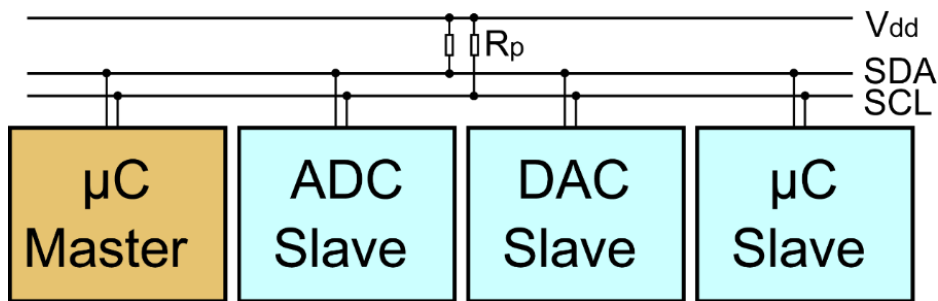 Vdd
Rp
SDA
SCL
µC
Master
ADC
Slave
DAC
Slave
µC
Slave